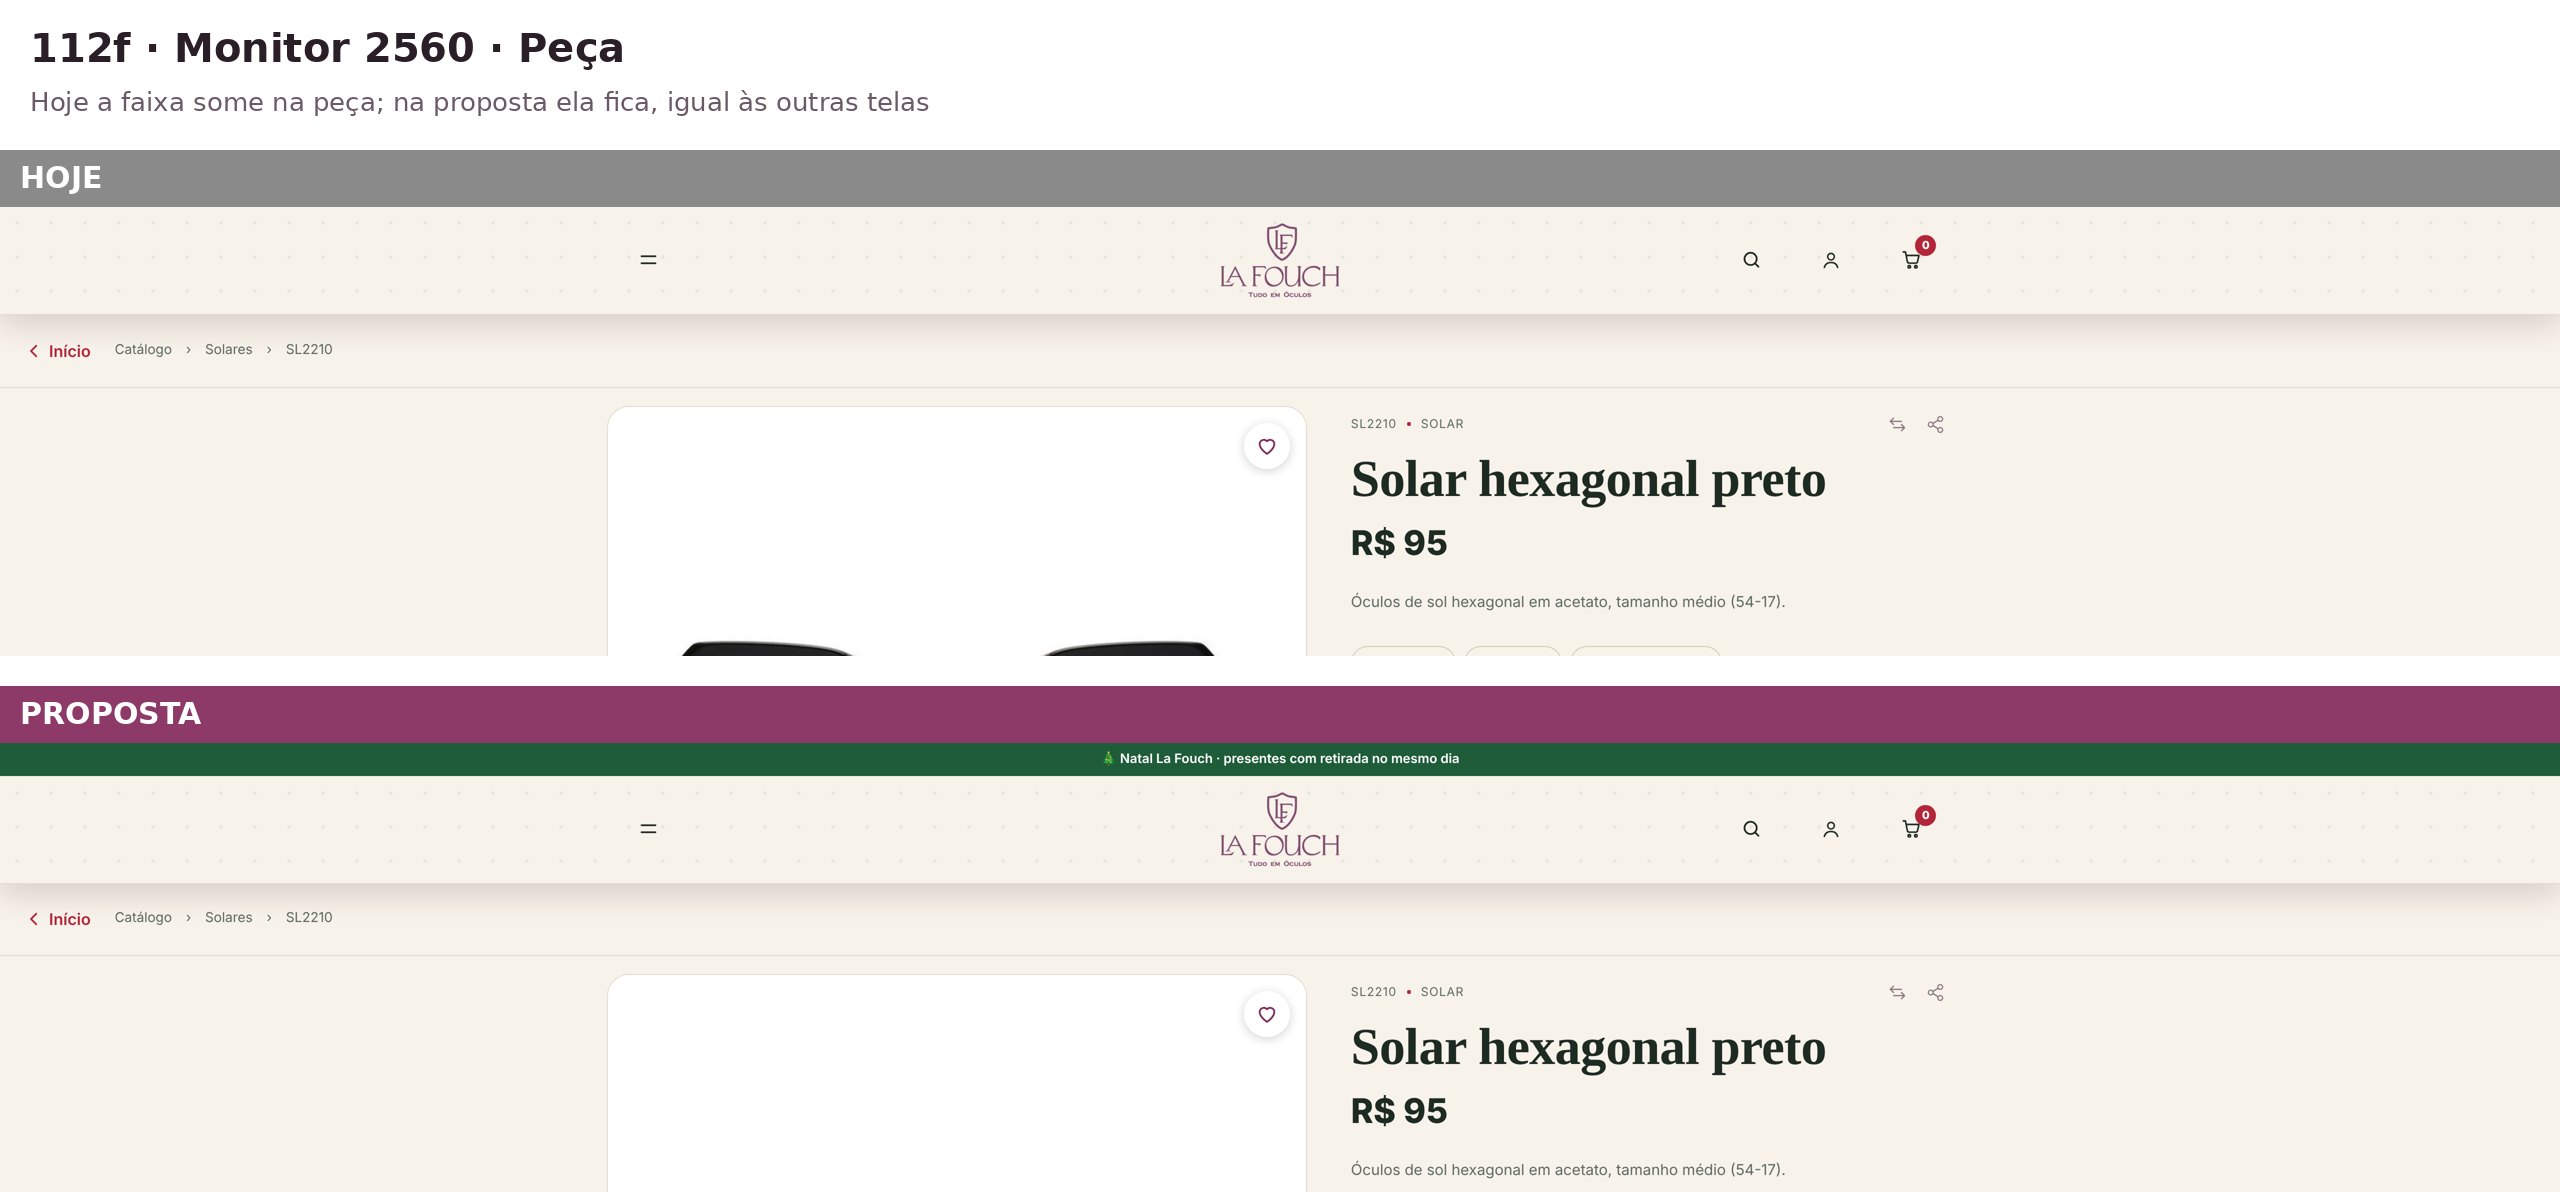 112f · Monitor 2560 · Peça
Hoje a faixa some na peça; na proposta ela fica, igual às outras telas
HOJE
LF
LA FOUCH
TUDO EM ÓCULOS
0
Início Catálogo › Solares › SL2210
SL2210 • SOLAR
Solar hexagonal preto
R$ 95
Óculos de sol hexagonal em acetato, tamanho médio (54-17).
PROPOSTA
🎄 Natal La Fouch · presentes com retirada no mesmo dia
LF
LA FOUCH
TUDO EM ÓCULOS
0
Início Catálogo › Solares › SL2210
SL2210 • SOLAR
Solar hexagonal preto
R$ 95
Óculos de sol hexagonal em acetato, tamanho médio (54-17).